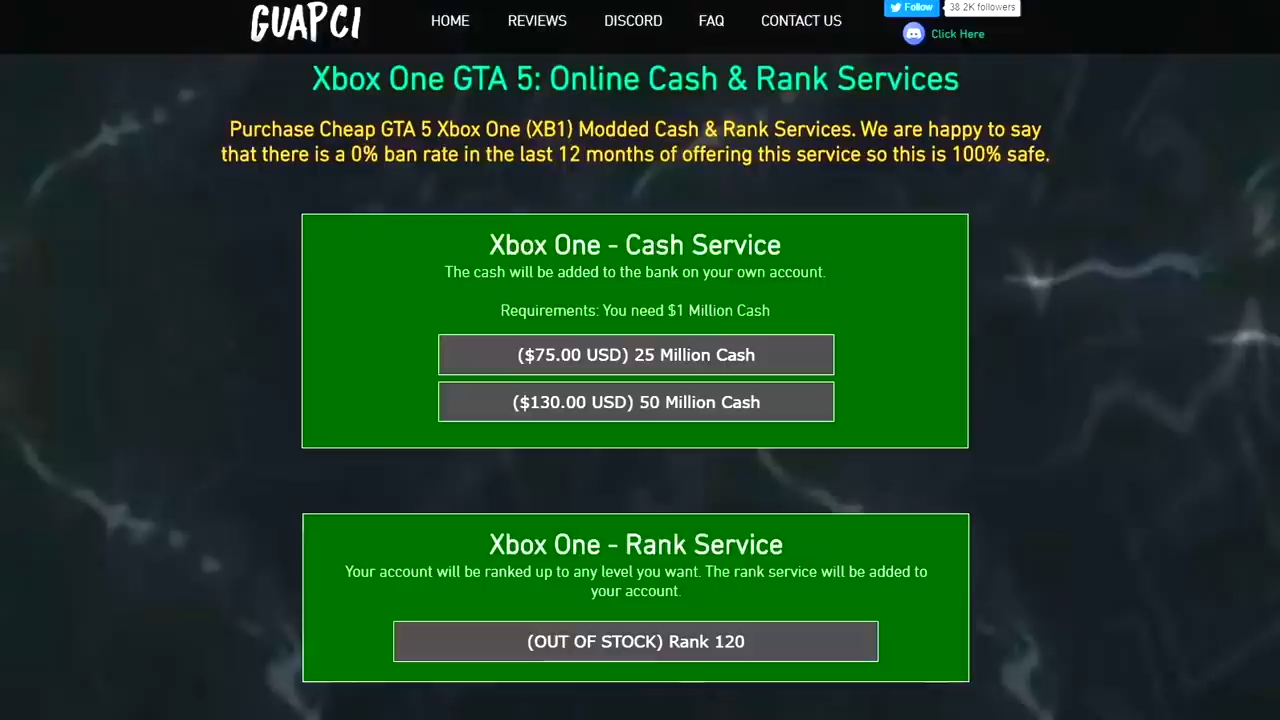 GUAPCI
HOME
REVIEWS
DISCORD
FAQ
CONTACT US
Follow
38.2K followers
Click Here
Xbox One GTA 5: Online Cash & Rank Services
Purchase Cheap GTA 5 Xbox One (XB1) Modded Cash & Rank Services. We are happy to say
that there is a 0% ban rate in the last 12 months of offering this service so this is 100% safe.
Xbox One - Cash Service
The cash will be added to the bank on your own account.
Requirements: You need $1 Million Cash
($75.00 USD) 25 Million Cash
($130.00 USD) 50 Million Cash
Xbox One - Rank Service
Your account will be ranked up to any level you want. The rank service will be added to
your account.
(OUT OF STOCK) Rank 120